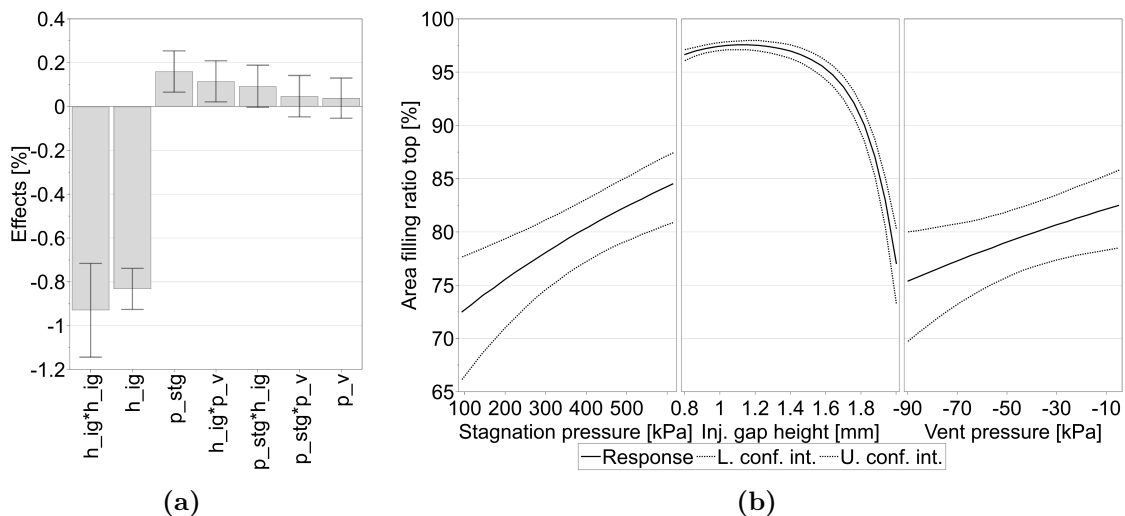 Effects [%]
0.4
0.2
0
-0.2
-0.4
-0.6
-0.8
-1
-1.2
h_ig*h_ig
h_ig
p_stg
h_ig*p_v
p_stg*h_ig
p_stg*p_v
p_v
(a)
Area filling ratio top [%]
100
95
90
85
80
75
70
65
100 200 300 400 500 0.8 1 1.2 1.4 1.6 1.8 -90 -70 -50 -30 -10
Stagnation pressure [kPa] Inj. gap height [mm] Vent pressure [kPa]
Response L. conf. int. U. conf. int.
(b)